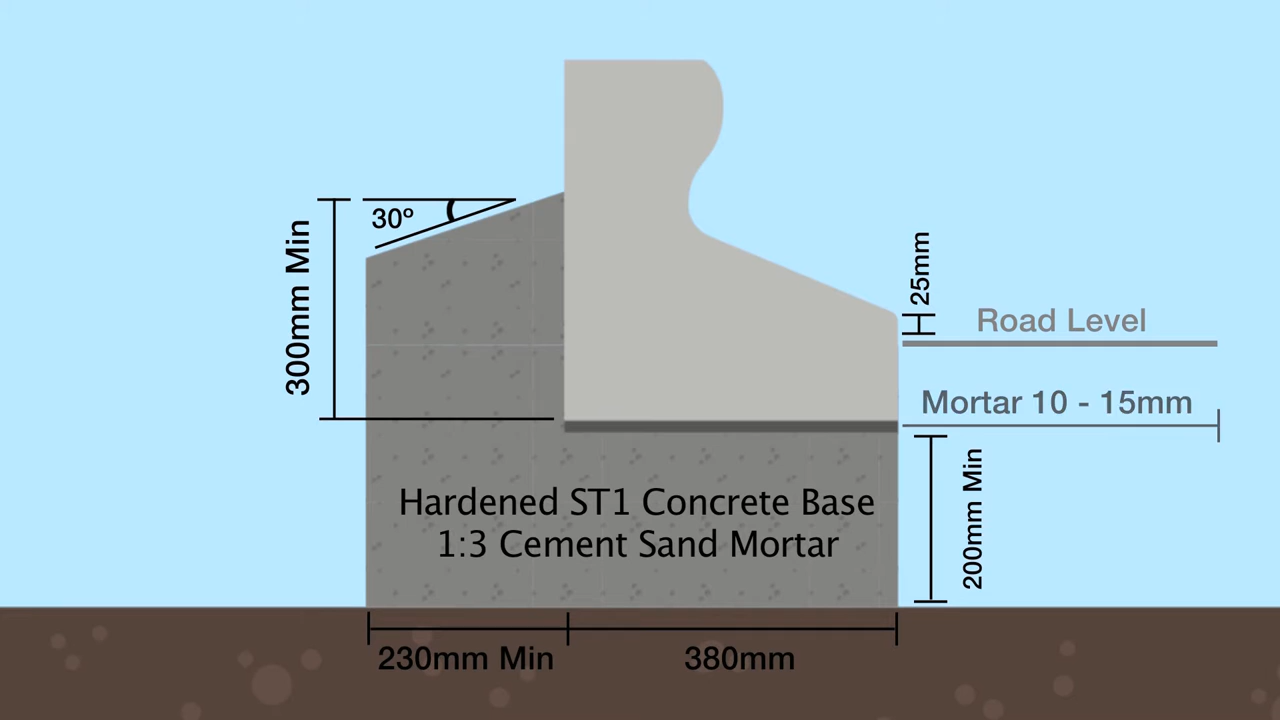 30º
300mm Min
25mm
Road Level
Mortar 10 - 15mm
200mm Min
Hardened ST1 Concrete Base
1:3 Cement Sand Mortar
230mm Min
380mm